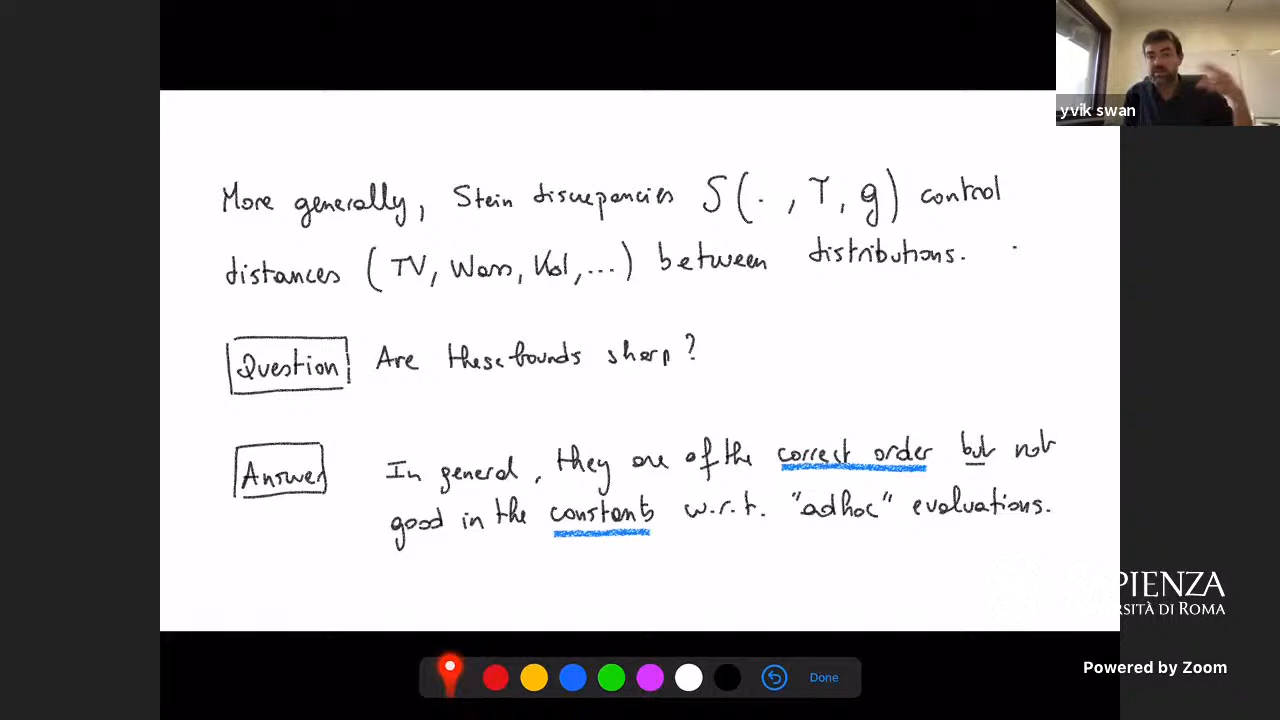 yvik swan
More generally, Stein discrepancies S( . , T, g) control
distances (TV, Wass, Kol, ...) between distributions.
Question Are these bounds sharp?
Answer In general, they are of the correct order but not
good in the constants w.r.t. "adhoc" evaluations.
SAPIENZA
UNIVERSITÀ DI ROMA
Powered by Zoom
Done